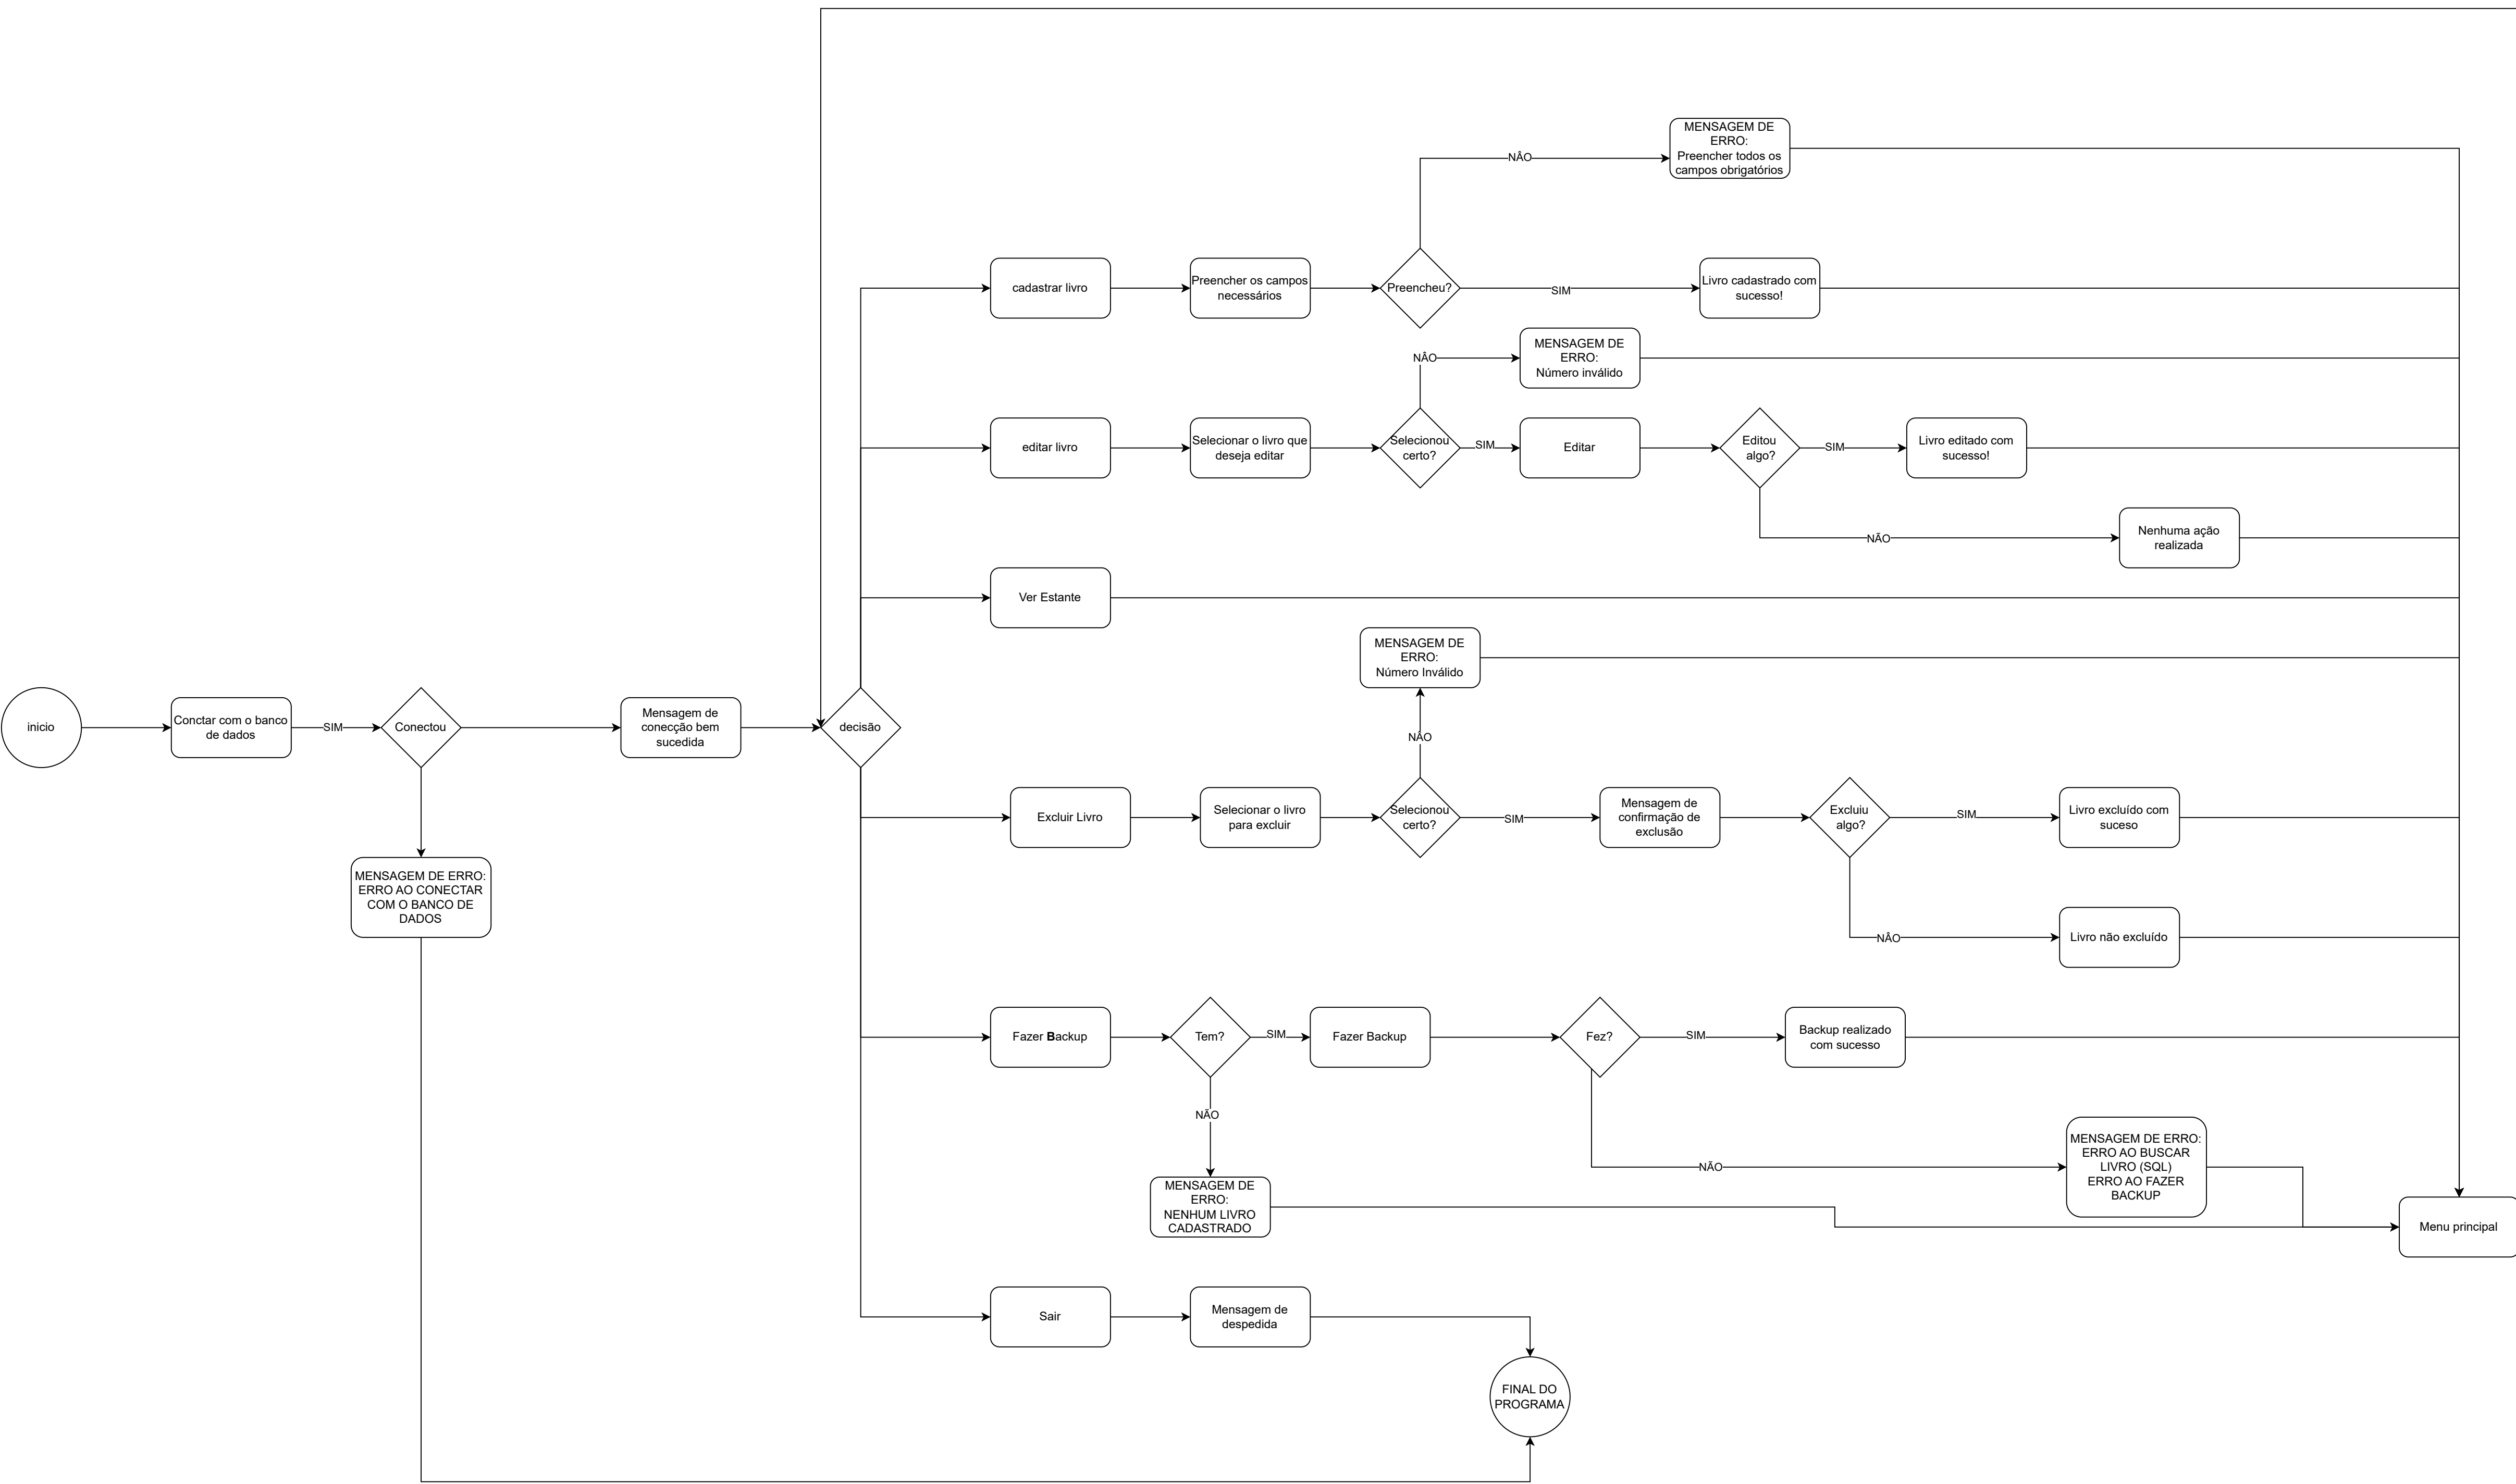 NÂO
MENSAGEM DE
ERRO:
Preencher todos os
campos obrigatórios
cadastrar livro
Preencher os campos
necessários
Preencheu?
SIM
Livro cadastrado com
sucesso!
NÂO
MENSAGEM DE
ERRO:
Número inválido
editar livro
Selecionar o livro que
deseja editar
Selecionou
certo?
SIM
Editar
Editou
algo?
SIM
Livro editado com
sucesso!
NÃO
Nenhuma ação
realizada
Ver Estante
MENSAGEM DE
ERRO:
Número Inválido
inicio
Conctar com o banco
de dados
SIM
Conectou
Mensagem de
conecção bem
sucedida
decisão
NÂO
Excluir Livro
Selecionar o livro
para excluir
Selecionou
certo?
SIM
Mensagem de
confirmação de
exclusão
Excluiu
algo?
SIM
Livro excluído com
suceso
MENSAGEM DE ERRO:
ERRO AO CONECTAR
COM O BANCO DE
DADOS
NÂO
Livro não excluído
Fazer Backup
Tem?
SIM
Fazer Backup
Fez?
SIM
Backup realizado
com sucesso
NÃO
MENSAGEM DE ERRO:
NENHUM LIVRO
CADASTRADO
NÃO
MENSAGEM DE ERRO:
ERRO AO BUSCAR
LIVRO (SQL)
ERRO AO FAZER
BACKUP
Menu principal
Sair
Mensagem de
despedida
FINAL DO
PROGRAMA